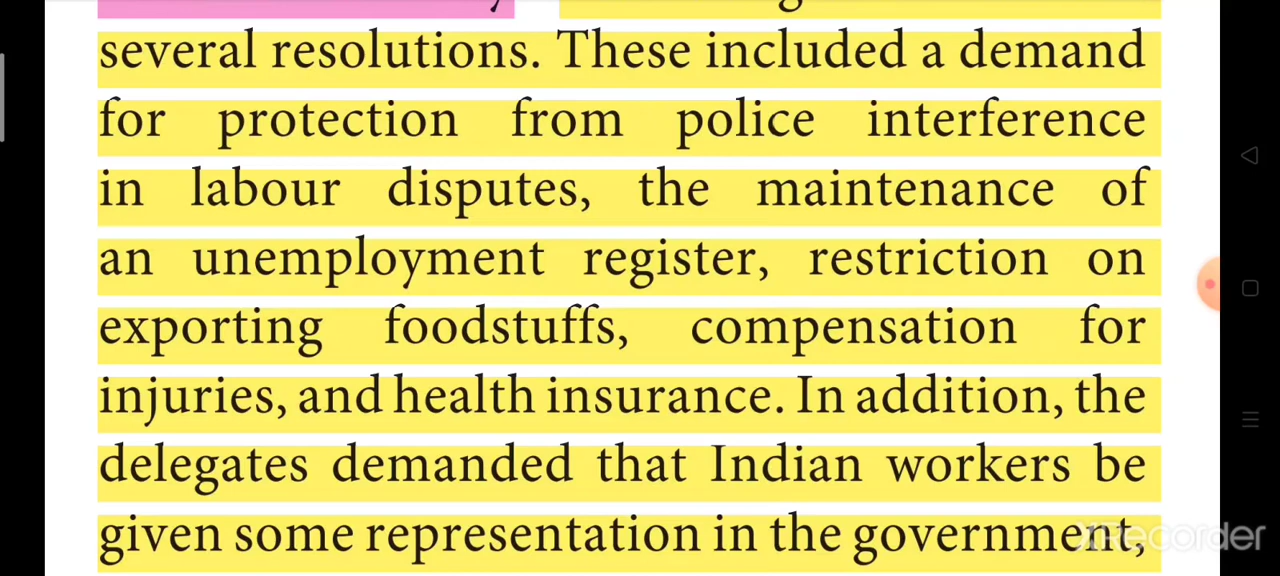 several resolutions. These included a demand
for protection from police interference
in labour disputes, the maintenance of
an unemployment register, restriction on
exporting foodstuffs, compensation for
injuries, and health insurance. In addition, the
delegates demanded that Indian workers be
given some representation in the government,
XRecorder